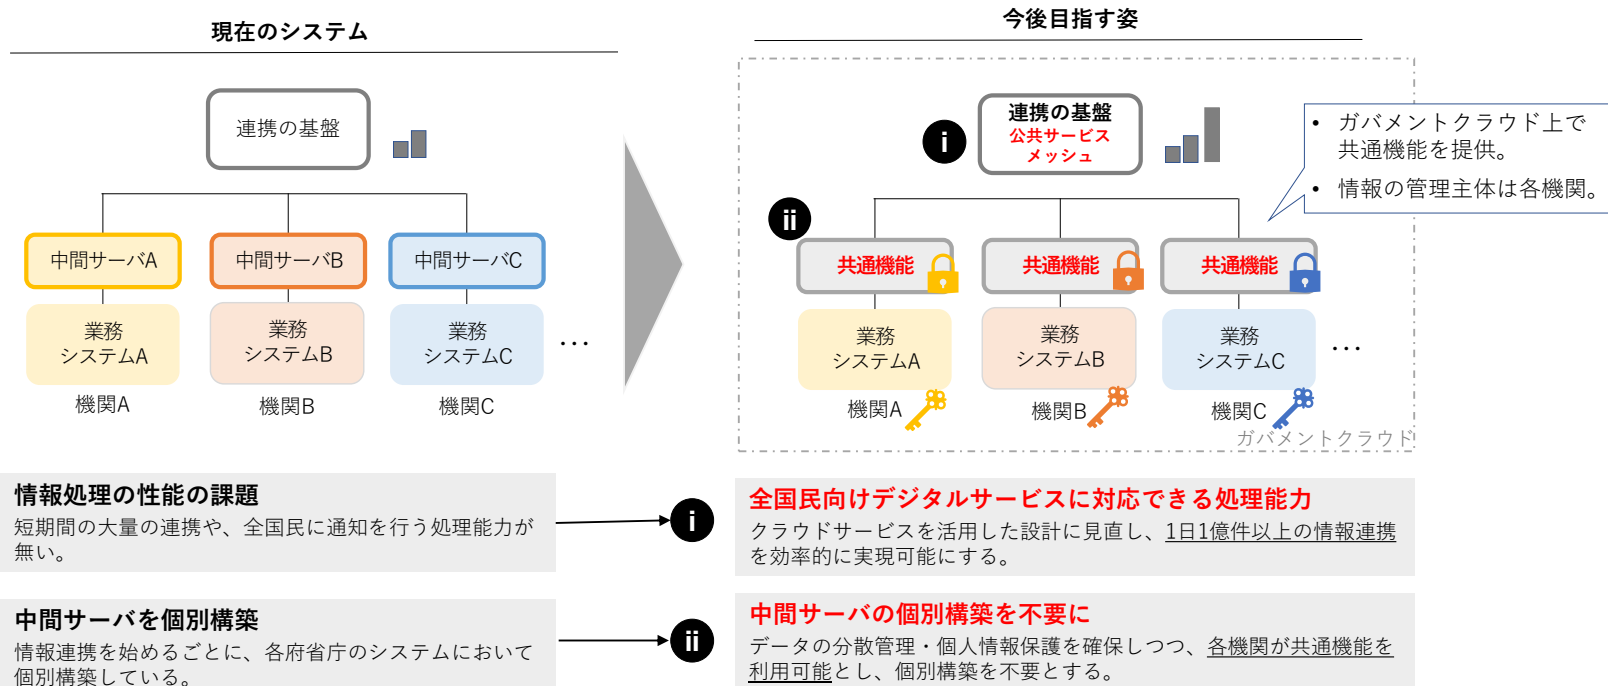 現在のシステム
連携の基盤
中間サーバA
中間サーバB
中間サーバC
業務
システムA
業務
システムB
業務
システムC
…
機関A
機関B
機関C
今後目指す姿
i
連携の基盤
公共サービス
メッシュ
• ガバメントクラウド上で
共通機能を提供。
• 情報の管理主体は各機関。
ii
共通機能
共通機能
共通機能
業務
システムA
業務
システムB
業務
システムC
…
機関A
機関B
機関C
ガバメントクラウド
情報処理の性能の課題
短期間の大量の連携や、全国民に通知を行う処理能力が
無い。
i
全国民向けデジタルサービスに対応できる処理能力
クラウドサービスを活用した設計に見直し、1日1億件以上の情報連携
を効率的に実現可能にする。
中間サーバを個別構築
情報連携を始めるごとに、各府省庁のシステムにおいて
個別構築している。
ii
中間サーバの個別構築を不要に
データの分散管理・個人情報保護を確保しつつ、各機関が共通機能を
利用可能とし、個別構築を不要とする。